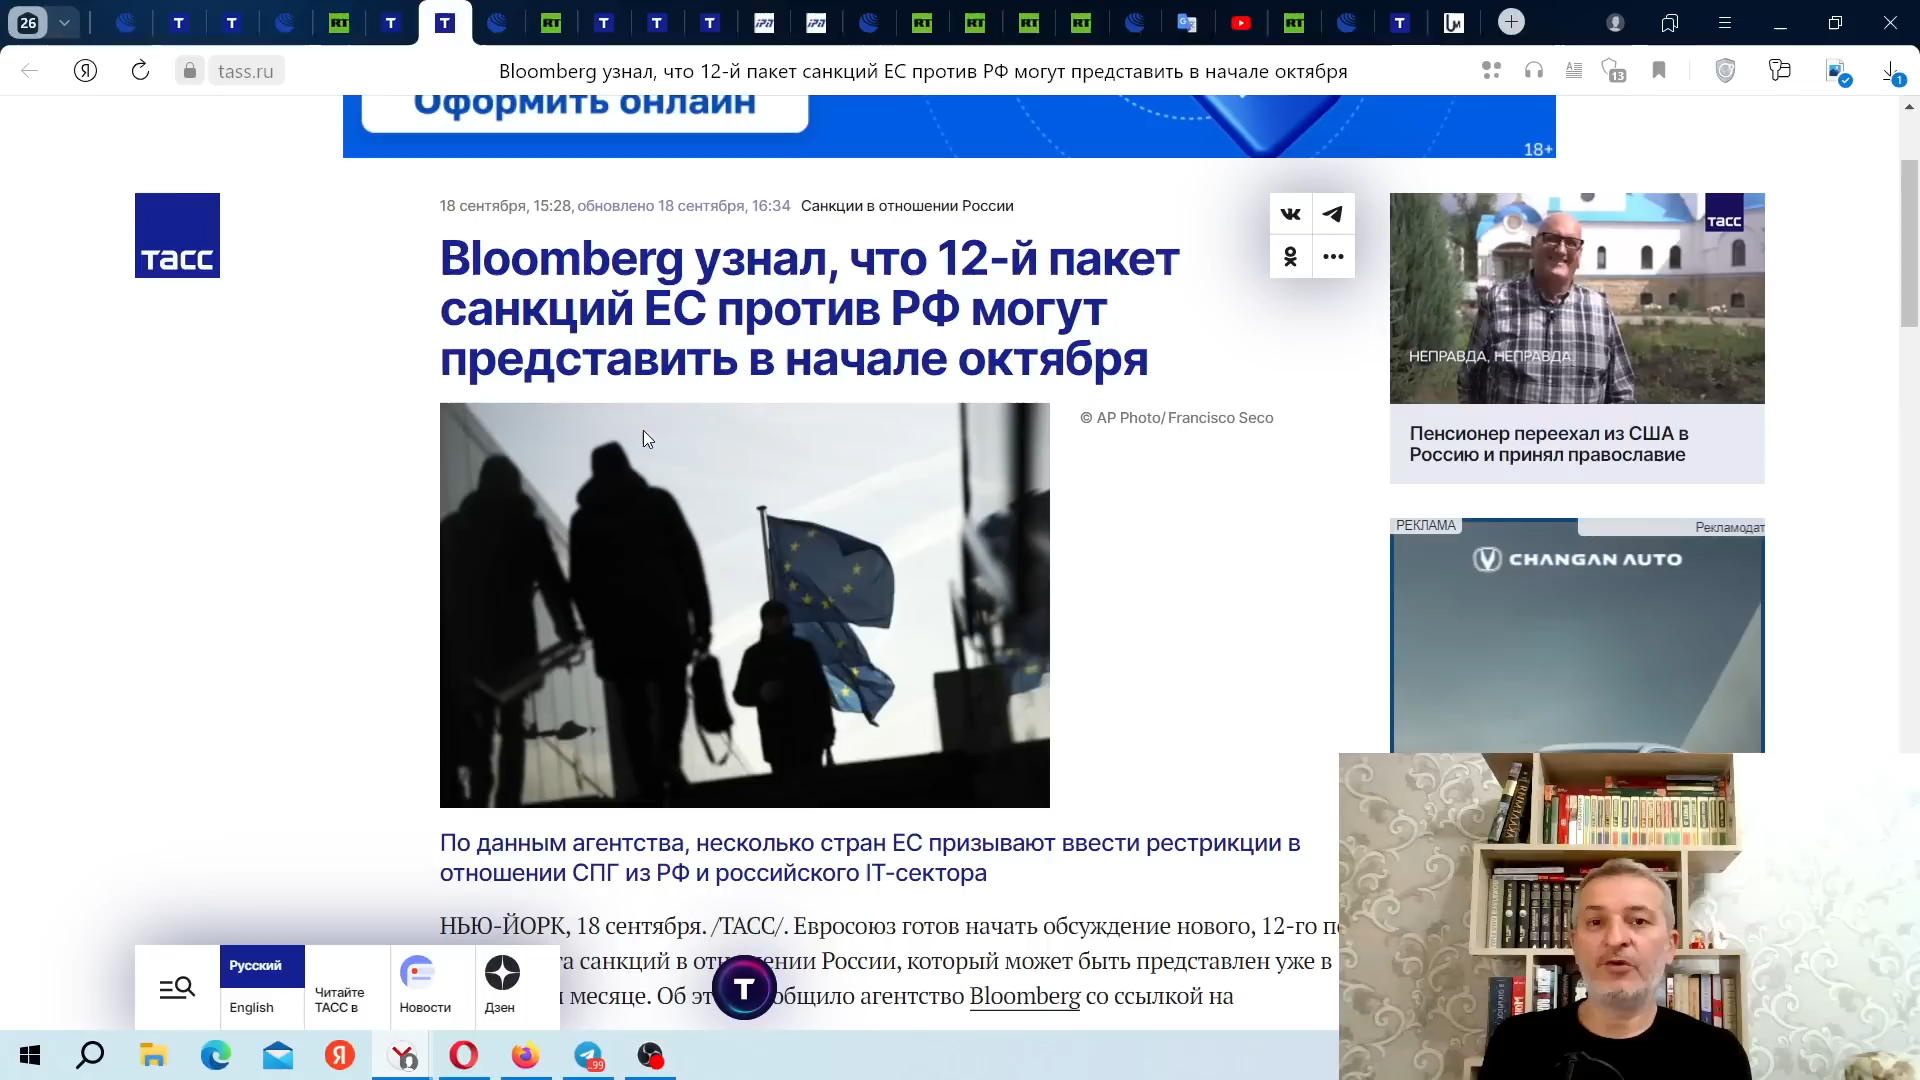 26
tass.ru
Bloomberg узнал, что 12-й пакет санкций ЕС против РФ могут представить в начале октября
13
1
Оформить онлайн
18+
ТАСС
18 сентября, 15:28, обновлено 18 сентября, 16:34 Санкции в отношении России
Bloomberg узнал, что 12-й пакет
санкций ЕС против РФ могут
представить в начале октября
© AP Photo/ Francisco Seco
ТАСС
НЕПРАВДА, НЕПРАВДА.
Пенсионер переехал из США в
Россию и принял православие
РЕКЛАМА
Рекламодат
CHANGAN AUTO
По данным агентства, несколько стран ЕС призывают ввести рестрикции в
отношении СПГ из РФ и российского IT-сектора
НЬЮ-ЙОРК, 18 сентября. /ТАСС/. Евросоюз готов начать обсуждение нового, 12-го
санкций в России, который может быть представлен уже в
месяце. Об агентство Bloomberg со ссылкой на
Русский
English
Читайте
ТАСС в
Новости
Дзен
99